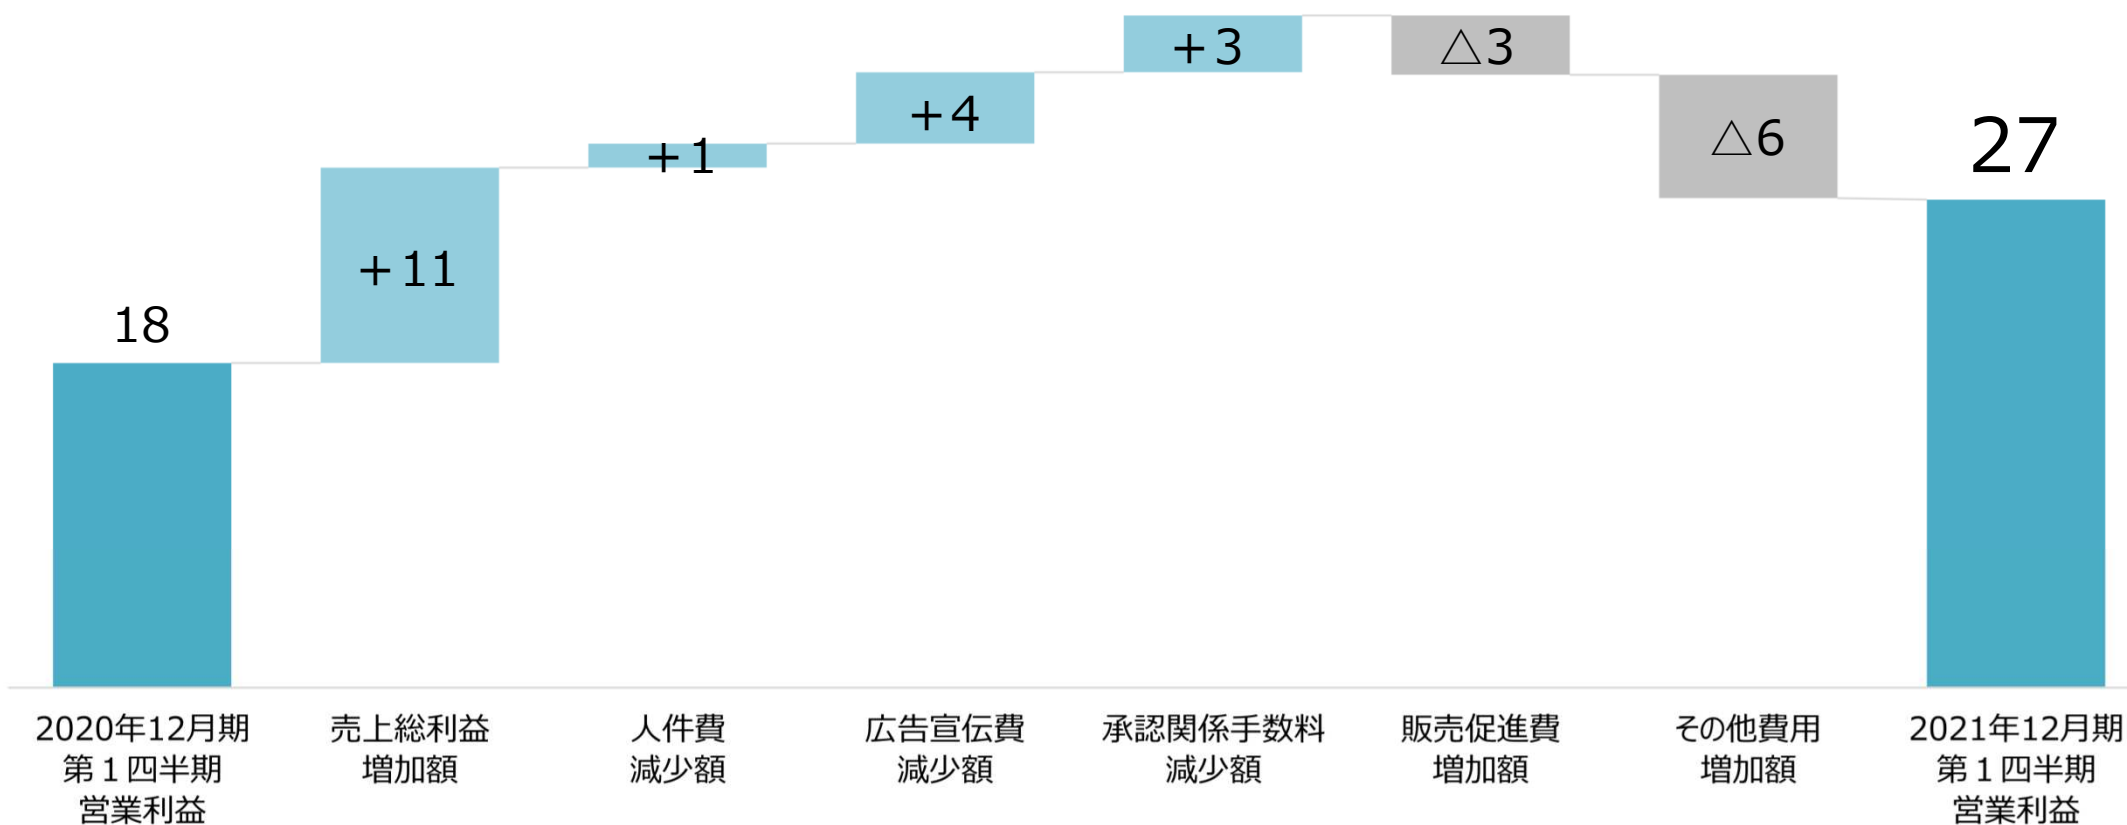 18
＋11
＋1
＋4
＋3
△3
△6
27
2020年12月期
第１四半期
営業利益
売上総利益
増加額
人件費
減少額
広告宣伝費
減少額
承認関係手数料
減少額
販売促進費
増加額
その他費用
増加額
2021年12月期
第１四半期
営業利益